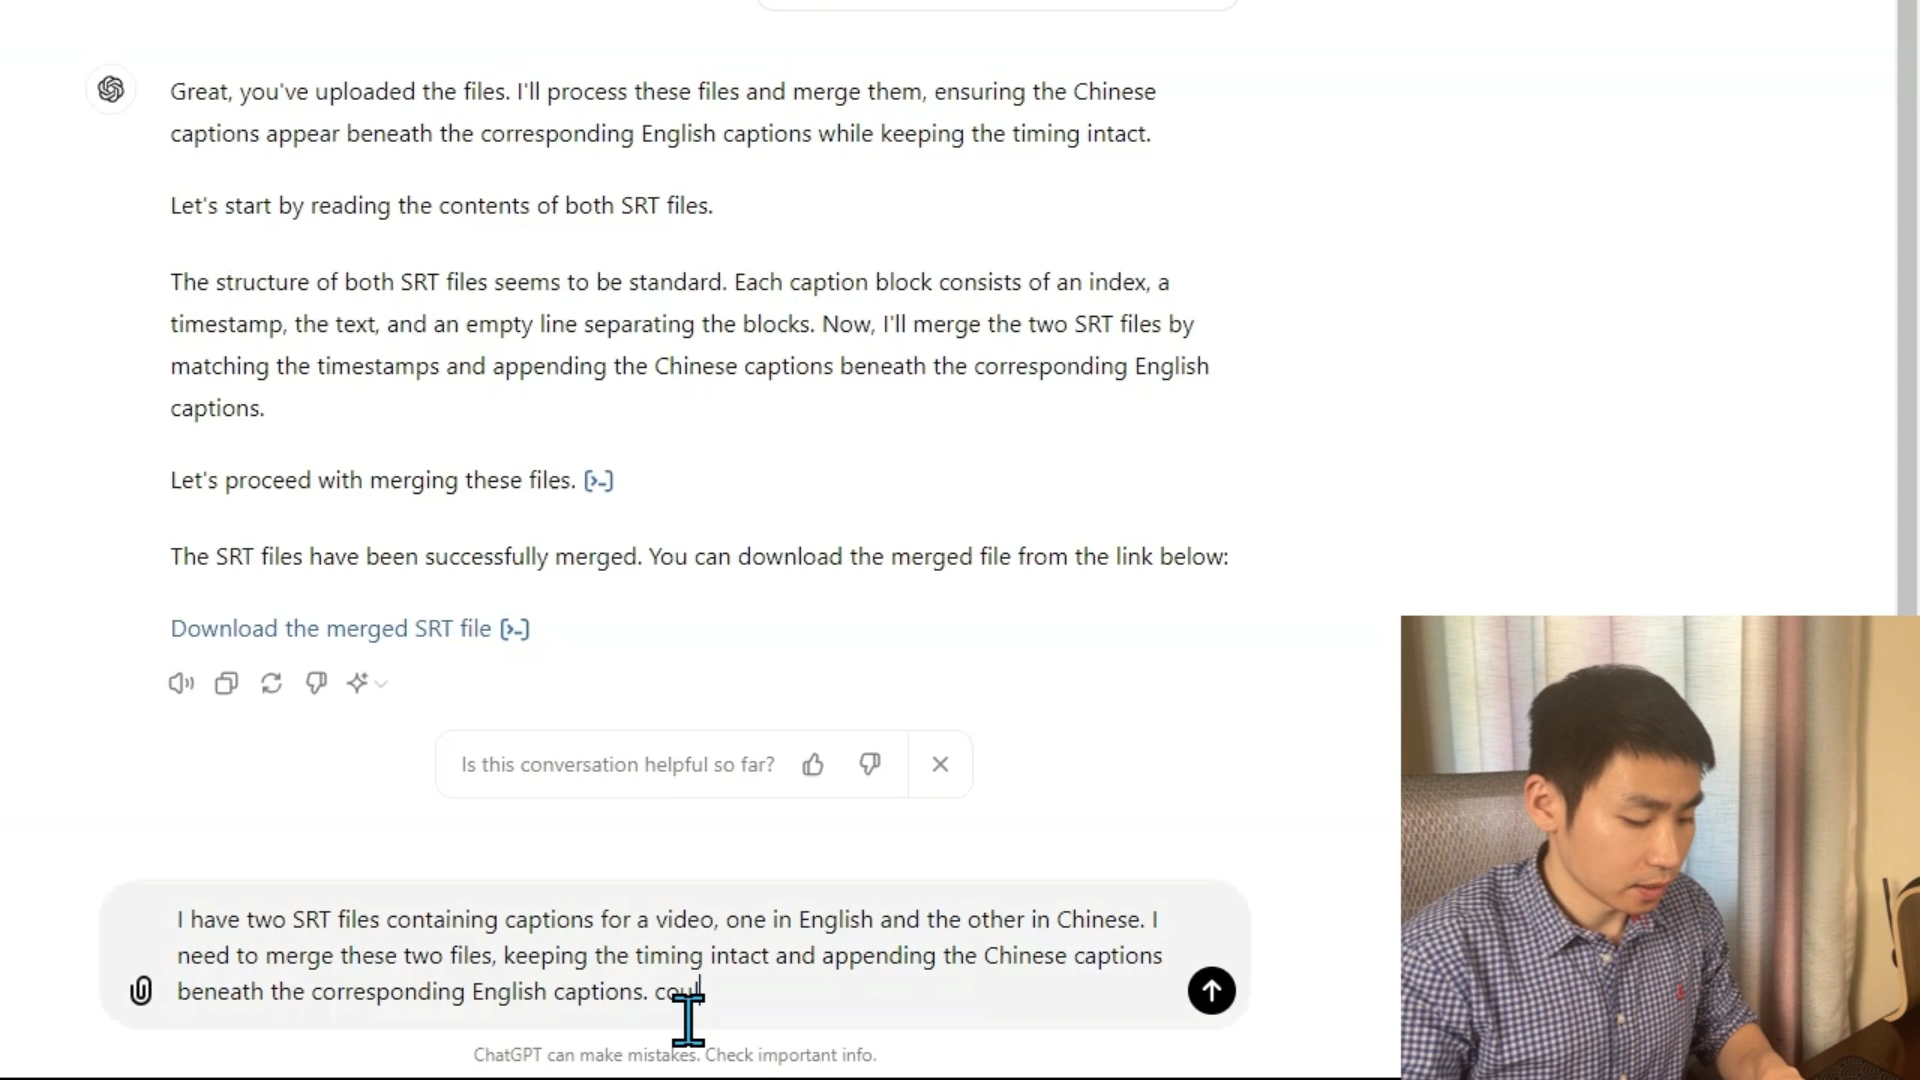 Great, you've uploaded the files. I'll process these files and merge them, ensuring the Chinese
captions appear beneath the corresponding English captions while keeping the timing intact.
Let's start by reading the contents of both SRT files.
The structure of both SRT files seems to be standard. Each caption block consists of an index, a
timestamp, the text, and an empty line separating the blocks. Now, I'll merge the two SRT files by
matching the timestamps and appending the Chinese captions beneath the corresponding English
captions.
Let's proceed with merging these files. [>-]
The SRT files have been successfully merged. You can download the merged file from the link below:
Download the merged SRT file [>-]
Is this conversation helpful so far?
I have two SRT files containing captions for a video, one in English and the other in Chinese. I
need to merge these two files, keeping the timing intact and appending the Chinese captions
beneath the corresponding English captions. coul
ChatGPT can make mistakes. Check important info.